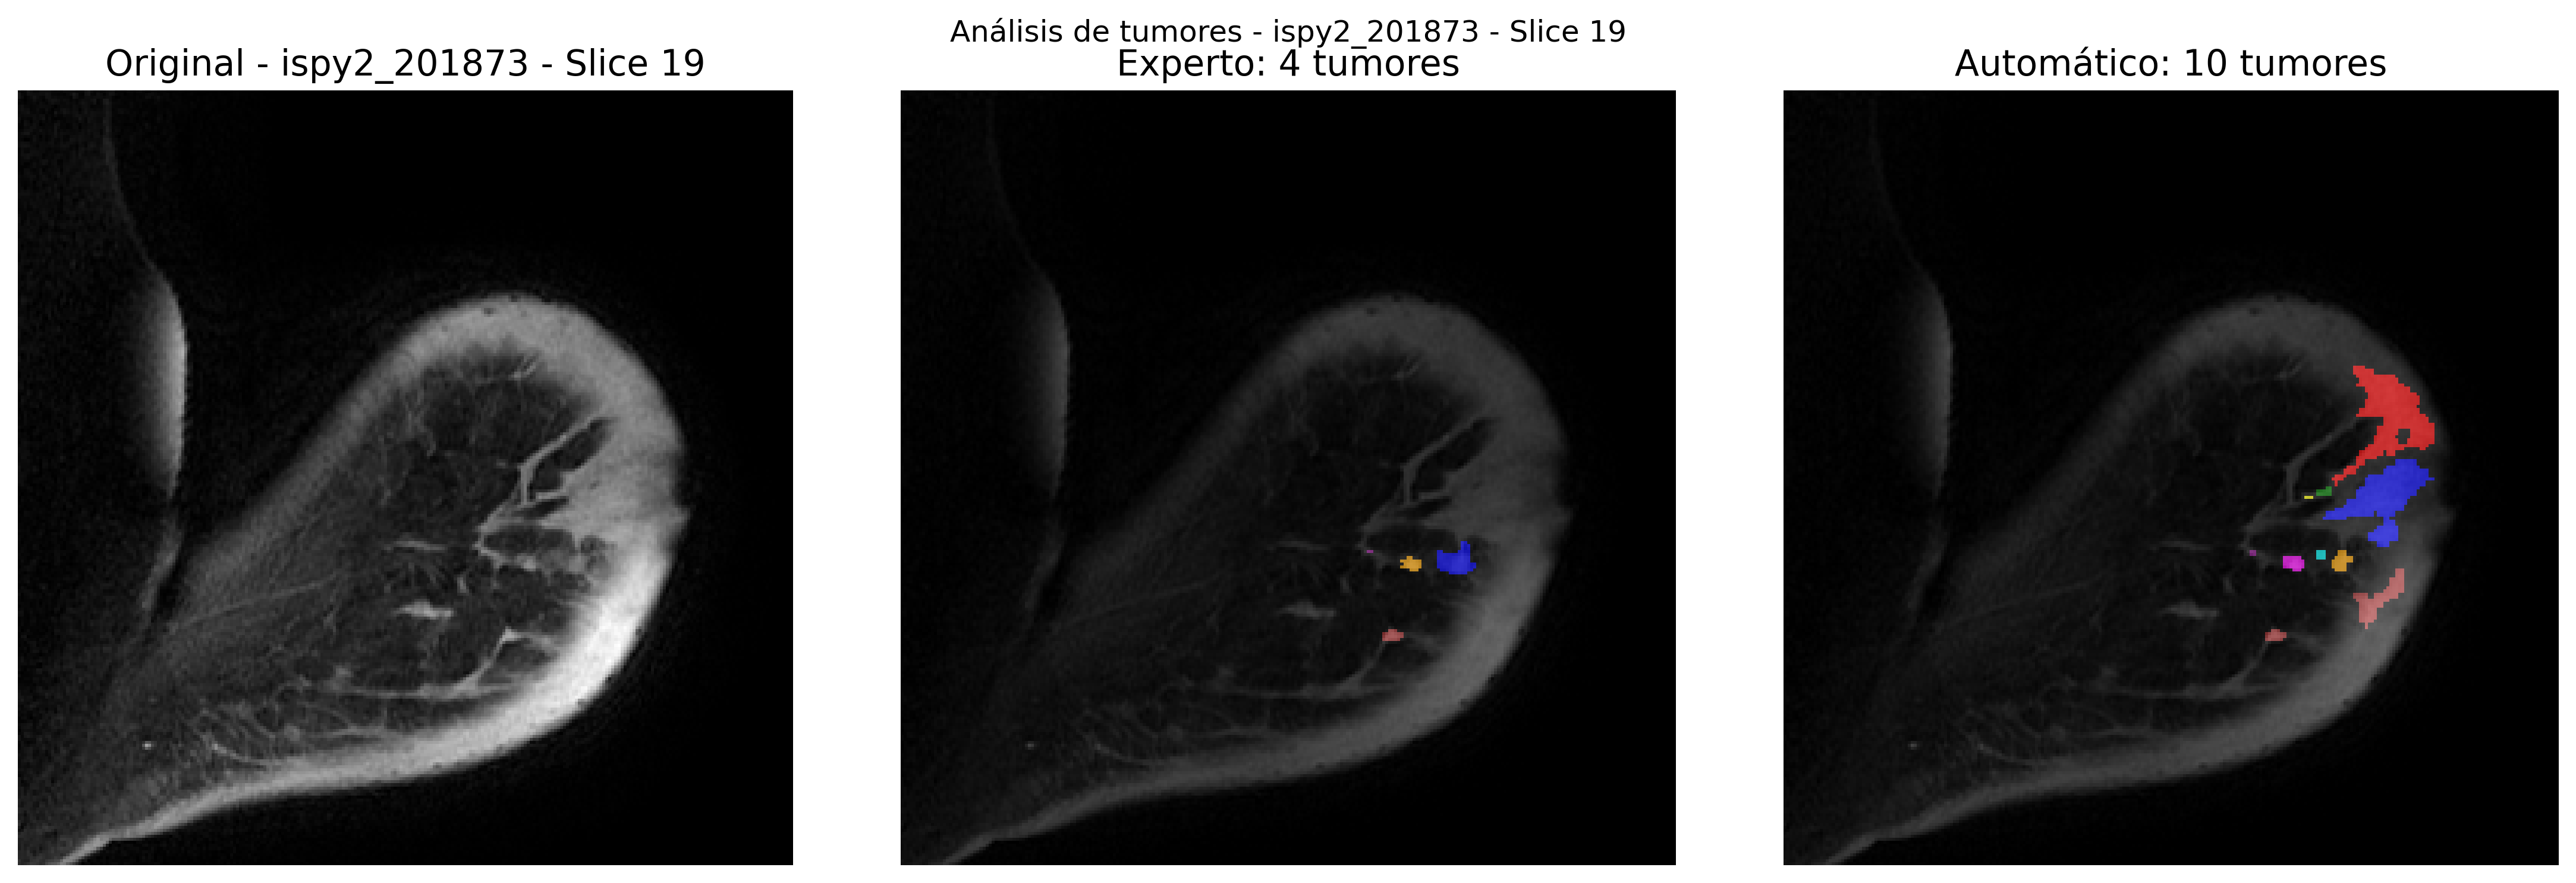 Análisis de tumores - ispy2_201873 - Slice 19
Original - ispy2_201873 - Slice 19
Experto: 4 tumores
Automático: 10 tumores